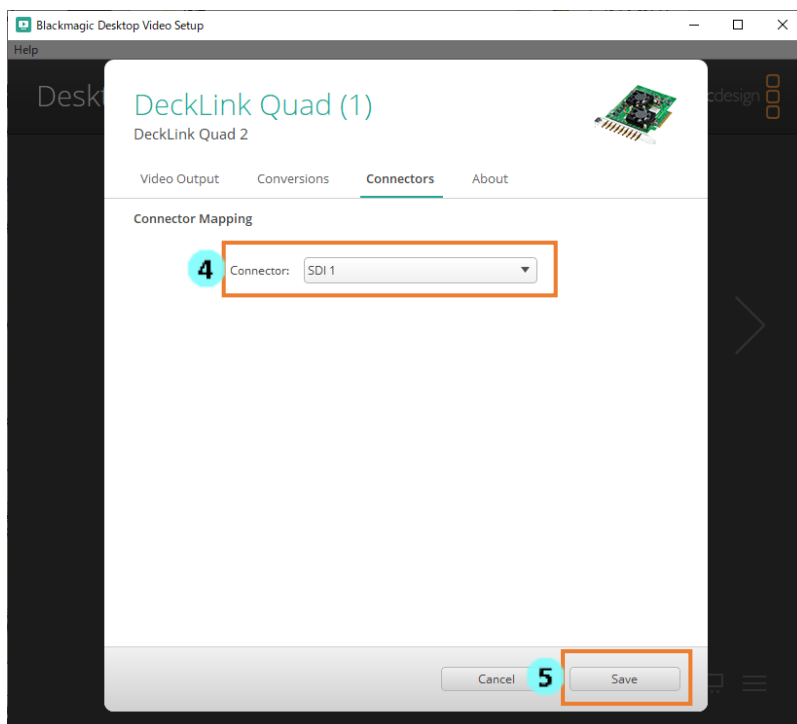 Blackmagic Desktop Video Setup
Help
DeckLink Quad (1)
DeckLink Quad 2
Video Output Conversions Connectors About
Connector Mapping
4 Connector: SDI 1
Cancel 5 Save